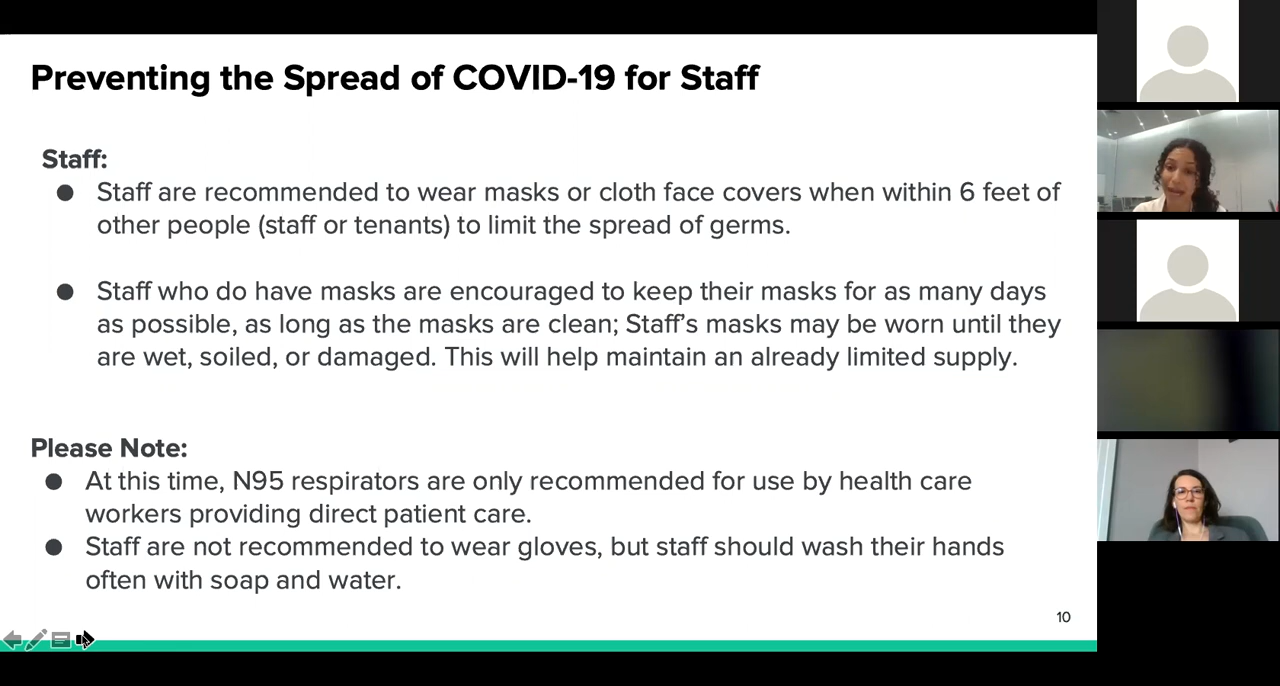 Preventing the Spread of COVID-19 for Staff
Staff:
● Staff are recommended to wear masks or cloth face covers when within 6 feet of
other people (staff or tenants) to limit the spread of germs.
● Staff who do have masks are encouraged to keep their masks for as many days
as possible, as long as the masks are clean; Staff’s masks may be worn until they
are wet, soiled, or damaged. This will help maintain an already limited supply.
Please Note:
● At this time, N95 respirators are only recommended for use by health care
workers providing direct patient care.
● Staff are not recommended to wear gloves, but staff should wash their hands
often with soap and water.
10